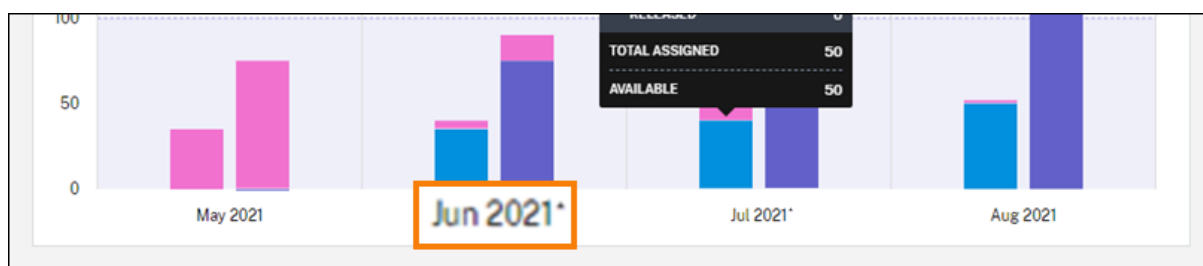 100
RELEASED 0
TOTAL ASSIGNED 50
AVAILABLE 50
50
0
May 2021
Jun 2021*
Jul 2021*
Aug 2021